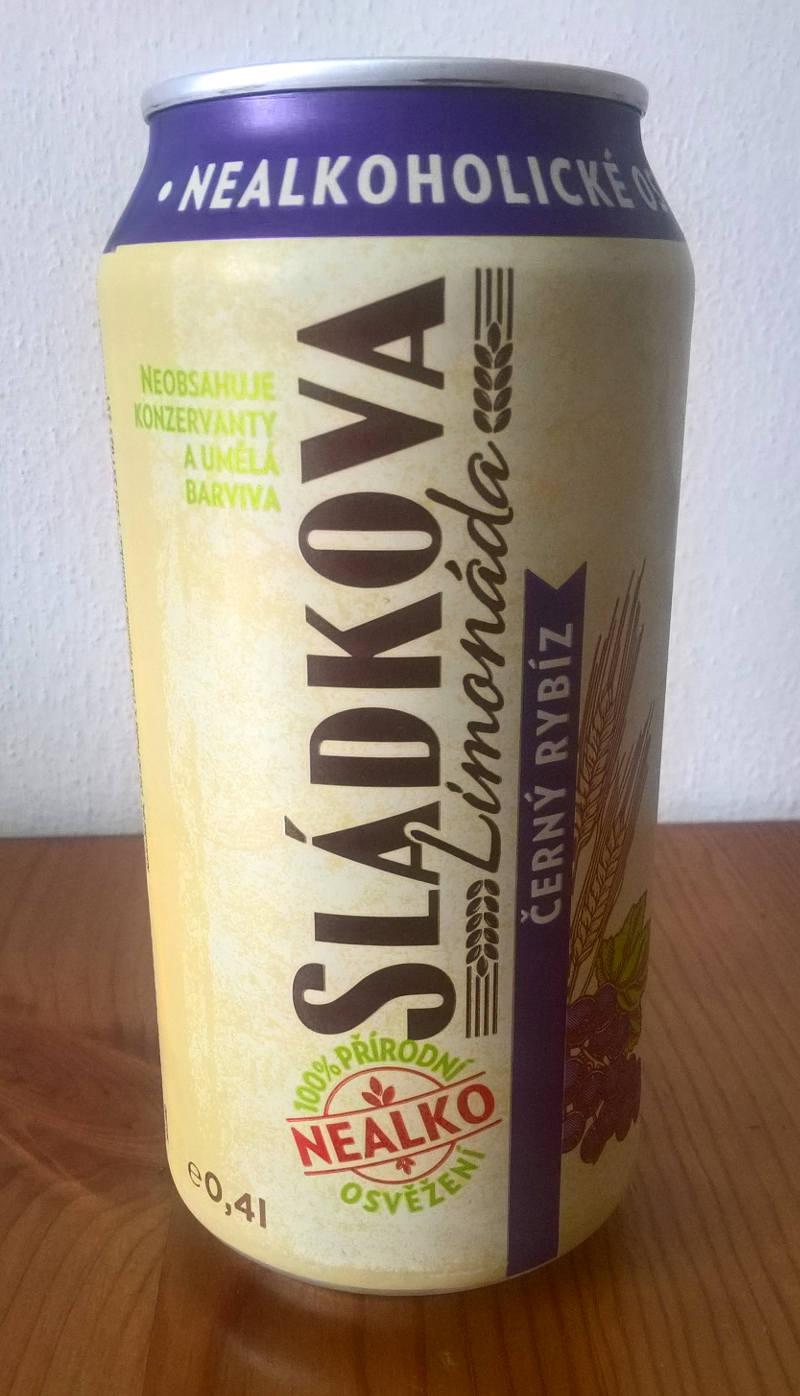 • NEALKOHOLICKÉ
NEOBSAHUJE
KONZERVANTY
A UMĚLÁ
BARVIVA
SLÁDKOVA
Limonáda
ČERNÝ RYBÍZ
100% PŘÍRODNÍ
NEALKO
OSVĚŽENÍ
℮0,4l